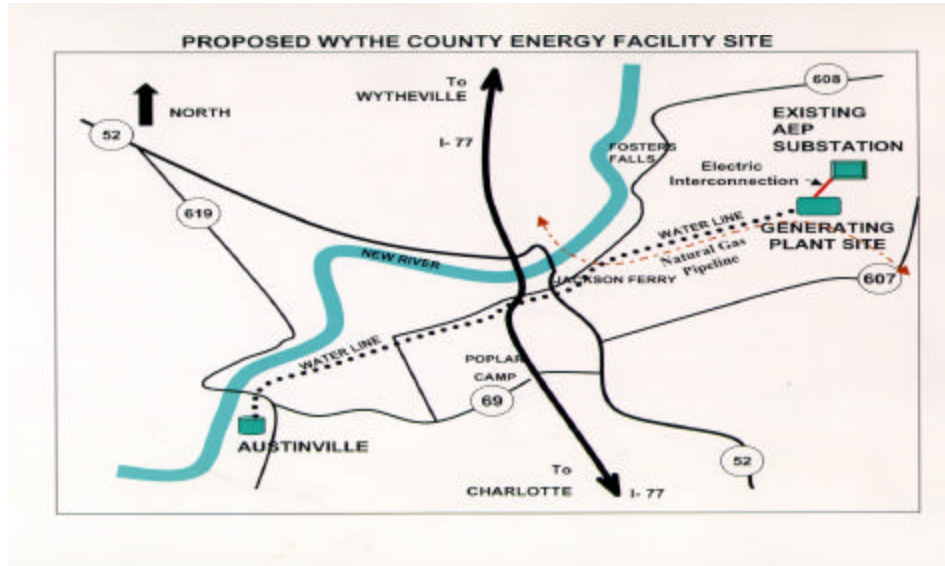 PROPOSED WYTHE COUNTY ENERGY FACILITY SITE
To
WYTHEVILLE
608
NORTH
EXISTING
AEP
SUBSTATION
52
I- 77
FOSTERS
FALLS
Electric
Interconnection
619
WATER LINE
GENERATING
PLANT SITE
NEW RIVER
Natural Gas
Pipeline
JACKSON FERRY
607
WATER LINE
POPLAR
CAMP
69
AUSTINVILLE
52
To
CHARLOTTE
I- 77